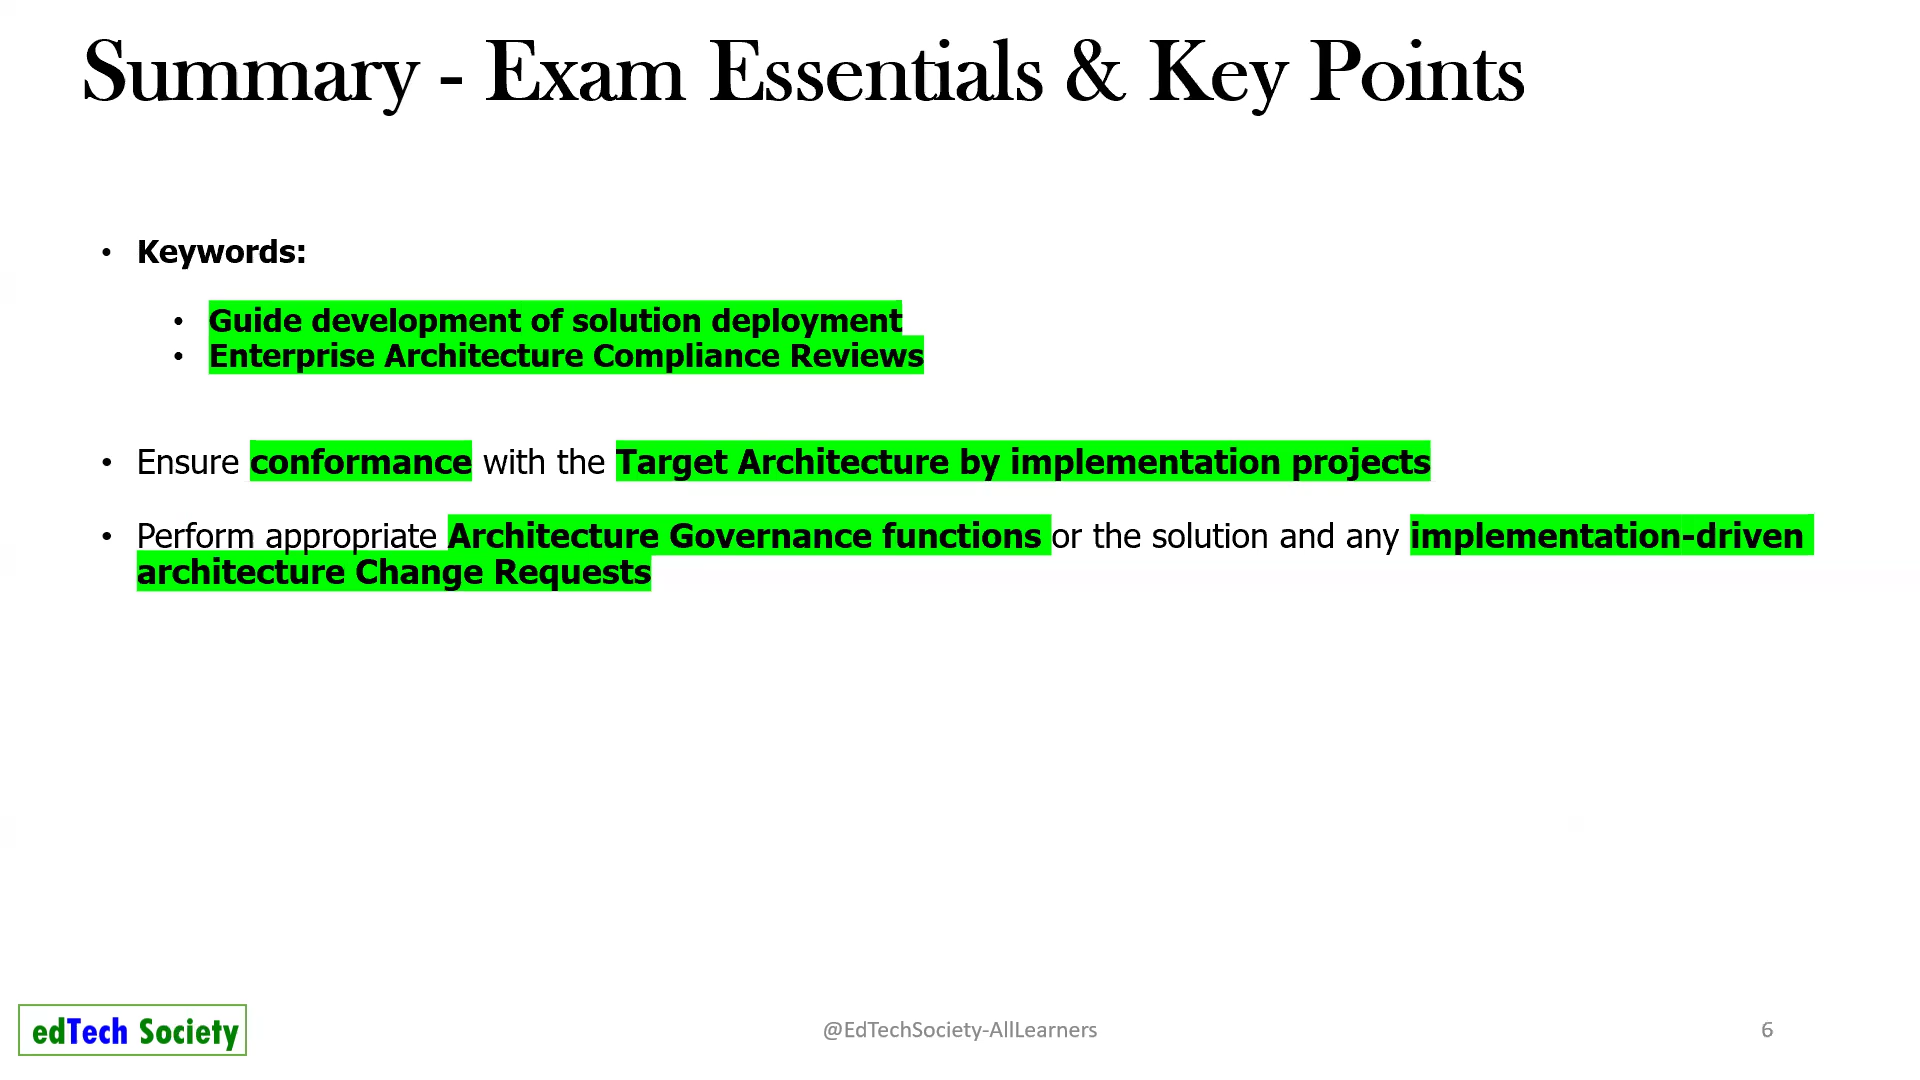 Summary - Exam Essentials & Key Points
• Keywords:
• Guide development of solution deployment
• Enterprise Architecture Compliance Reviews
• Ensure conformance with the Target Architecture by implementation projects
• Perform appropriate Architecture Governance functions or the solution and any implementation-driven
architecture Change Requests
edTech Society
@EdTechSociety-AllLearners
6